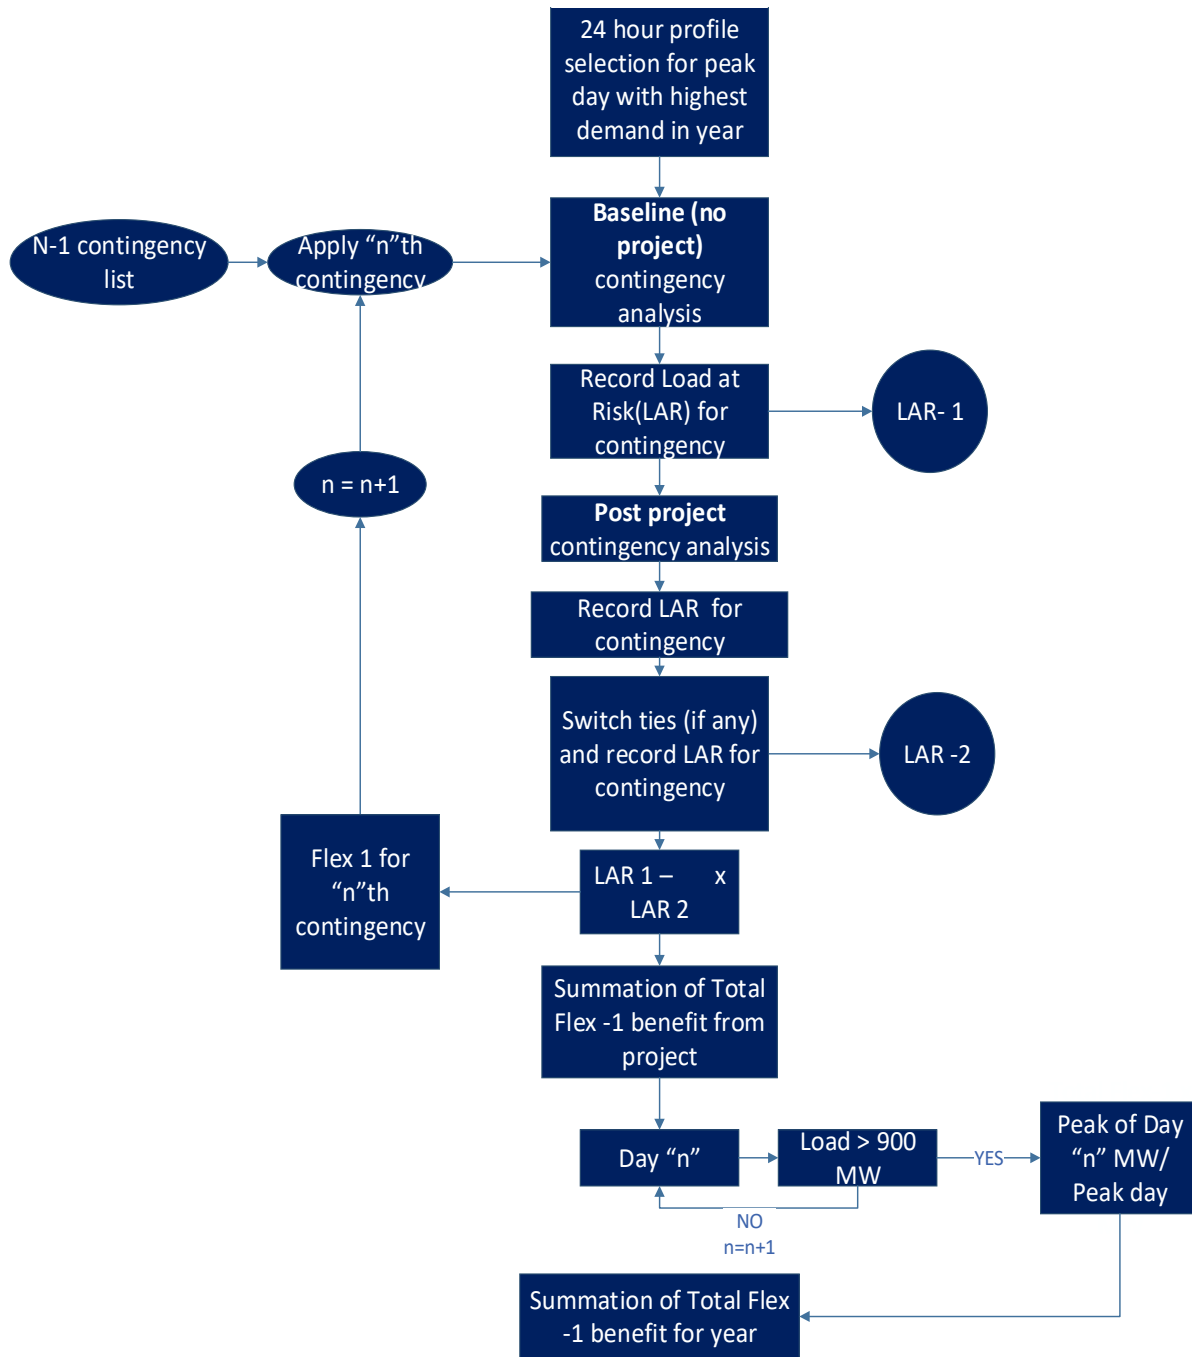 24 hour profile
selection for peak
day with highest
demand in year
Baseline (no
project)
contingency
analysis
N-1 contingency
list
Apply “n”th
contingency
Record Load at
Risk(LAR) for
contingency
LAR- 1
n = n+1
Post project
contingency analysis
Record LAR for
contingency
Switch ties (if any)
and record LAR for
contingency
LAR -2
Flex 1 for
“n”th
contingency
LAR 1 – x
LAR 2
Summation of Total
Flex -1 benefit from
project
Day “n”
Load > 900
MW
YES
Peak of Day
“n” MW/
Peak day
NO
n=n+1
Summation of Total Flex
-1 benefit for year